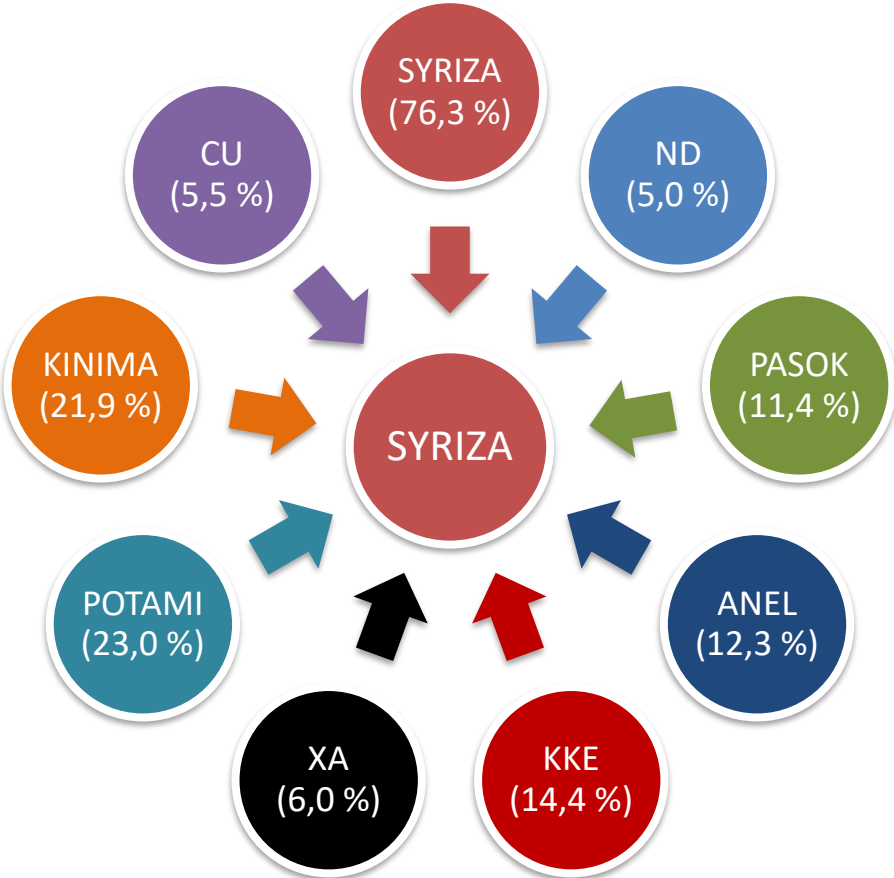 SYRIZA
(76,3 %)
ND
(5,0 %)
PASOK
(11,4 %)
ANEL
(12,3 %)
KKE
(14,4 %)
XA
(6,0 %)
POTAMI
(23,0 %)
KINIMA
(21,9 %)
CU
(5,5 %)
SYRIZA